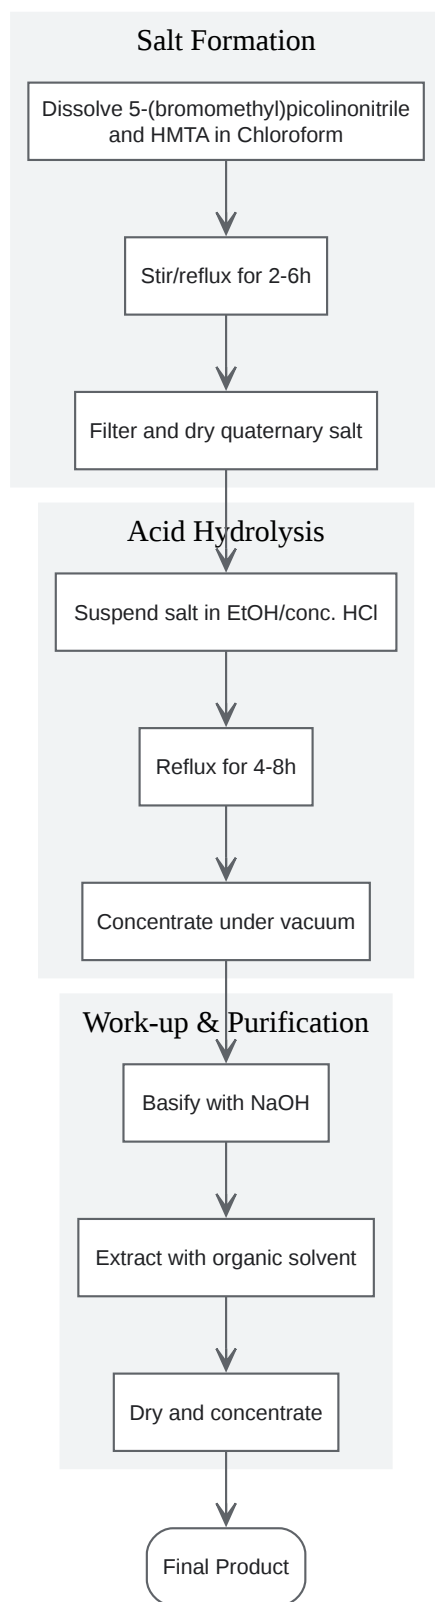 Salt Formation
Dissolve 5-(bromomethyl)picolinonitrile
and HMTA in Chloroform
Stir/reflux for 2-6h
Filter and dry quaternary salt
Acid Hydrolysis
Suspend salt in EtOH/conc. HCl
Reflux for 4-8h
Concentrate under vacuum
Work-up & Purification
Basify with NaOH
Extract with organic solvent
Dry and concentrate
Final Product